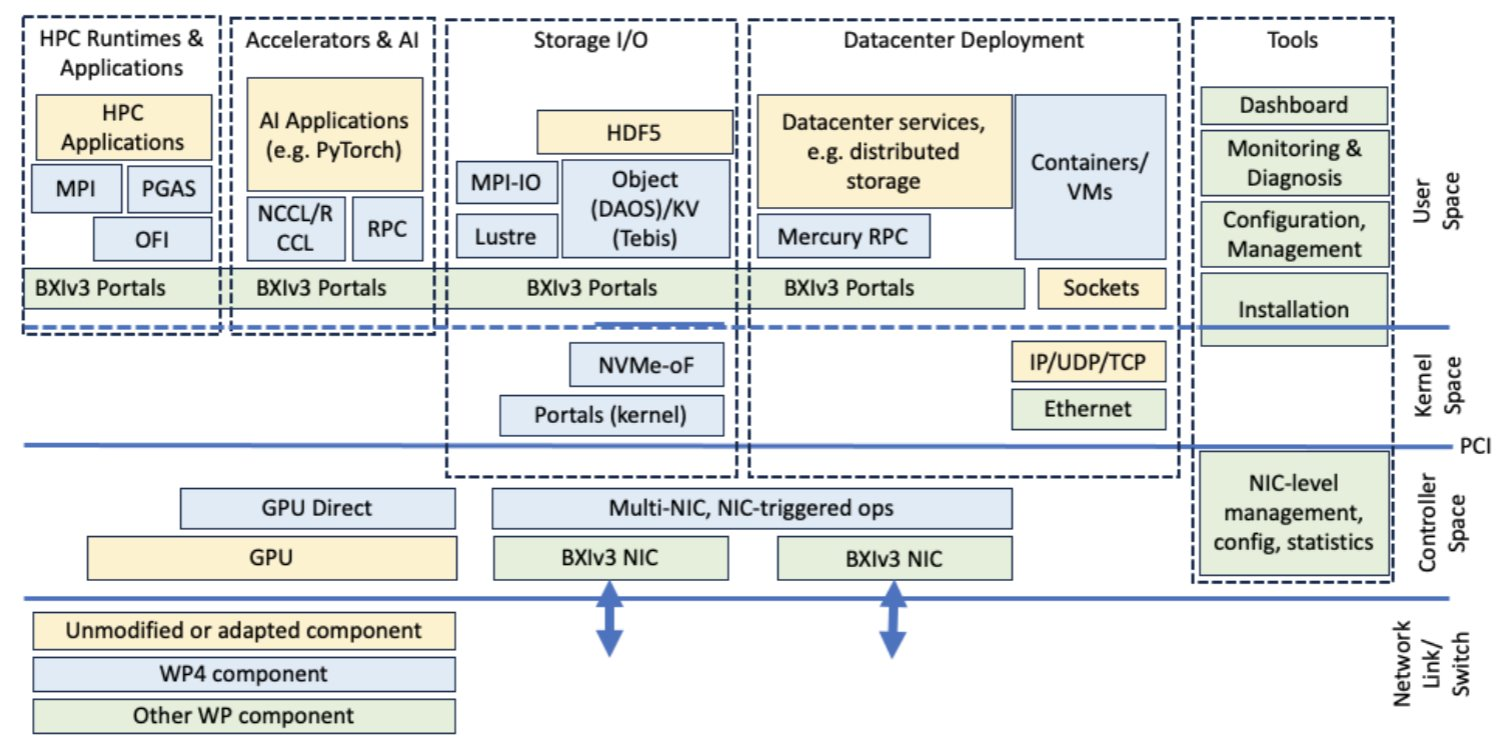 HPC Runtimes &
Applications
HPC
Applications
MPI
PGAS
OFI
BXIv3 Portals
Accelerators & AI
AI Applications
(e.g. PyTorch)
NCCL/R
CCL
RPC
BXIv3 Portals
Storage I/O
HDF5
MPI-IO
Object
(DAOS)/KV
(Tebis)
Lustre
BXIv3 Portals
NVMe-oF
Portals (kernel)
Datacenter Deployment
Datacenter services,
e.g. distributed
storage
Containers/
VMs
Mercury RPC
BXIv3 Portals
Sockets
IP/UDP/TCP
Ethernet
Tools
Dashboard
Monitoring &
Diagnosis
Configuration,
Management
Installation
NIC-level
management,
config, statistics
User
Space
Kernel
Space
PCI
Controller
Space
GPU Direct
Multi-NIC, NIC-triggered ops
GPU
BXIv3 NIC
BXIv3 NIC
Network
Link/
Switch
Unmodified or adapted component
WP4 component
Other WP component